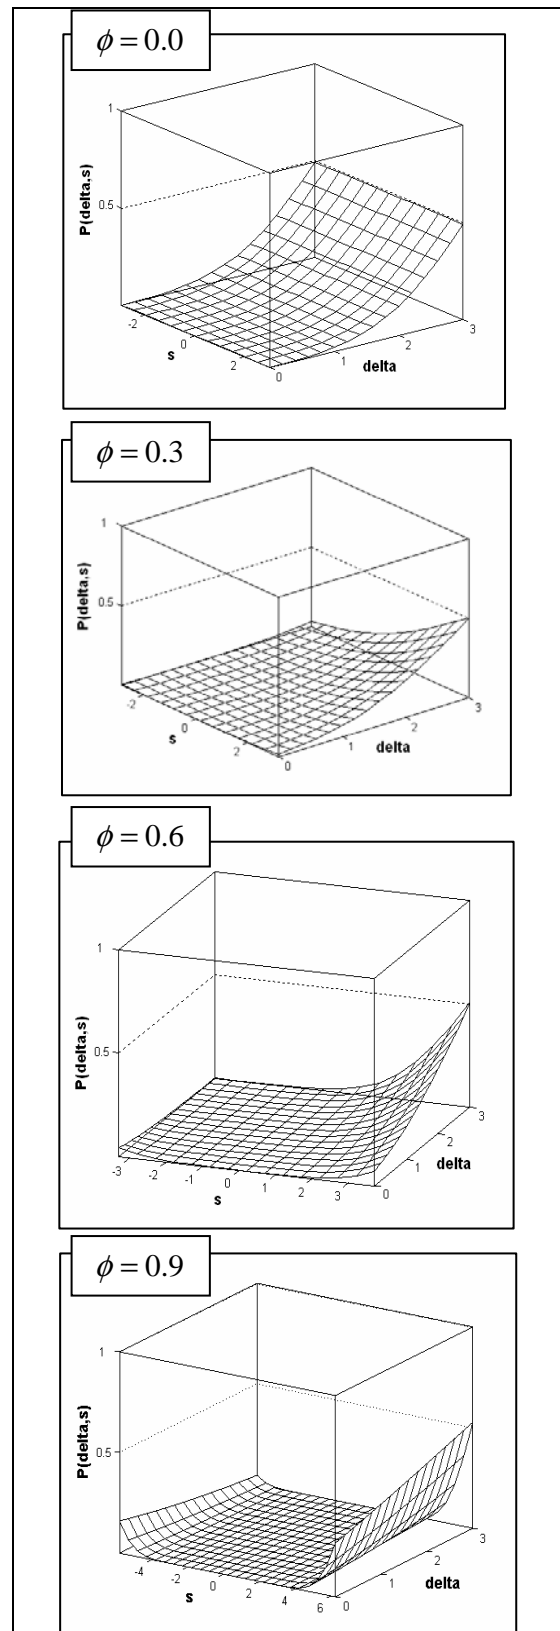 ϕ = 0.0
1
0.5
P(delta,s)
-2
0
2
s
0
1
2
3
delta
ϕ = 0.3
1
0.5
P(delta,s)
-2
0
2
s
0
1
2
3
delta
ϕ = 0.6
1
0.5
P(delta,s)
-3
-2
-1
0
1
2
3
s
0
1
2
3
delta
ϕ = 0.9
1
0.5
P(delta,s)
-4
-2
0
2
4
6
s
0
1
2
3
delta